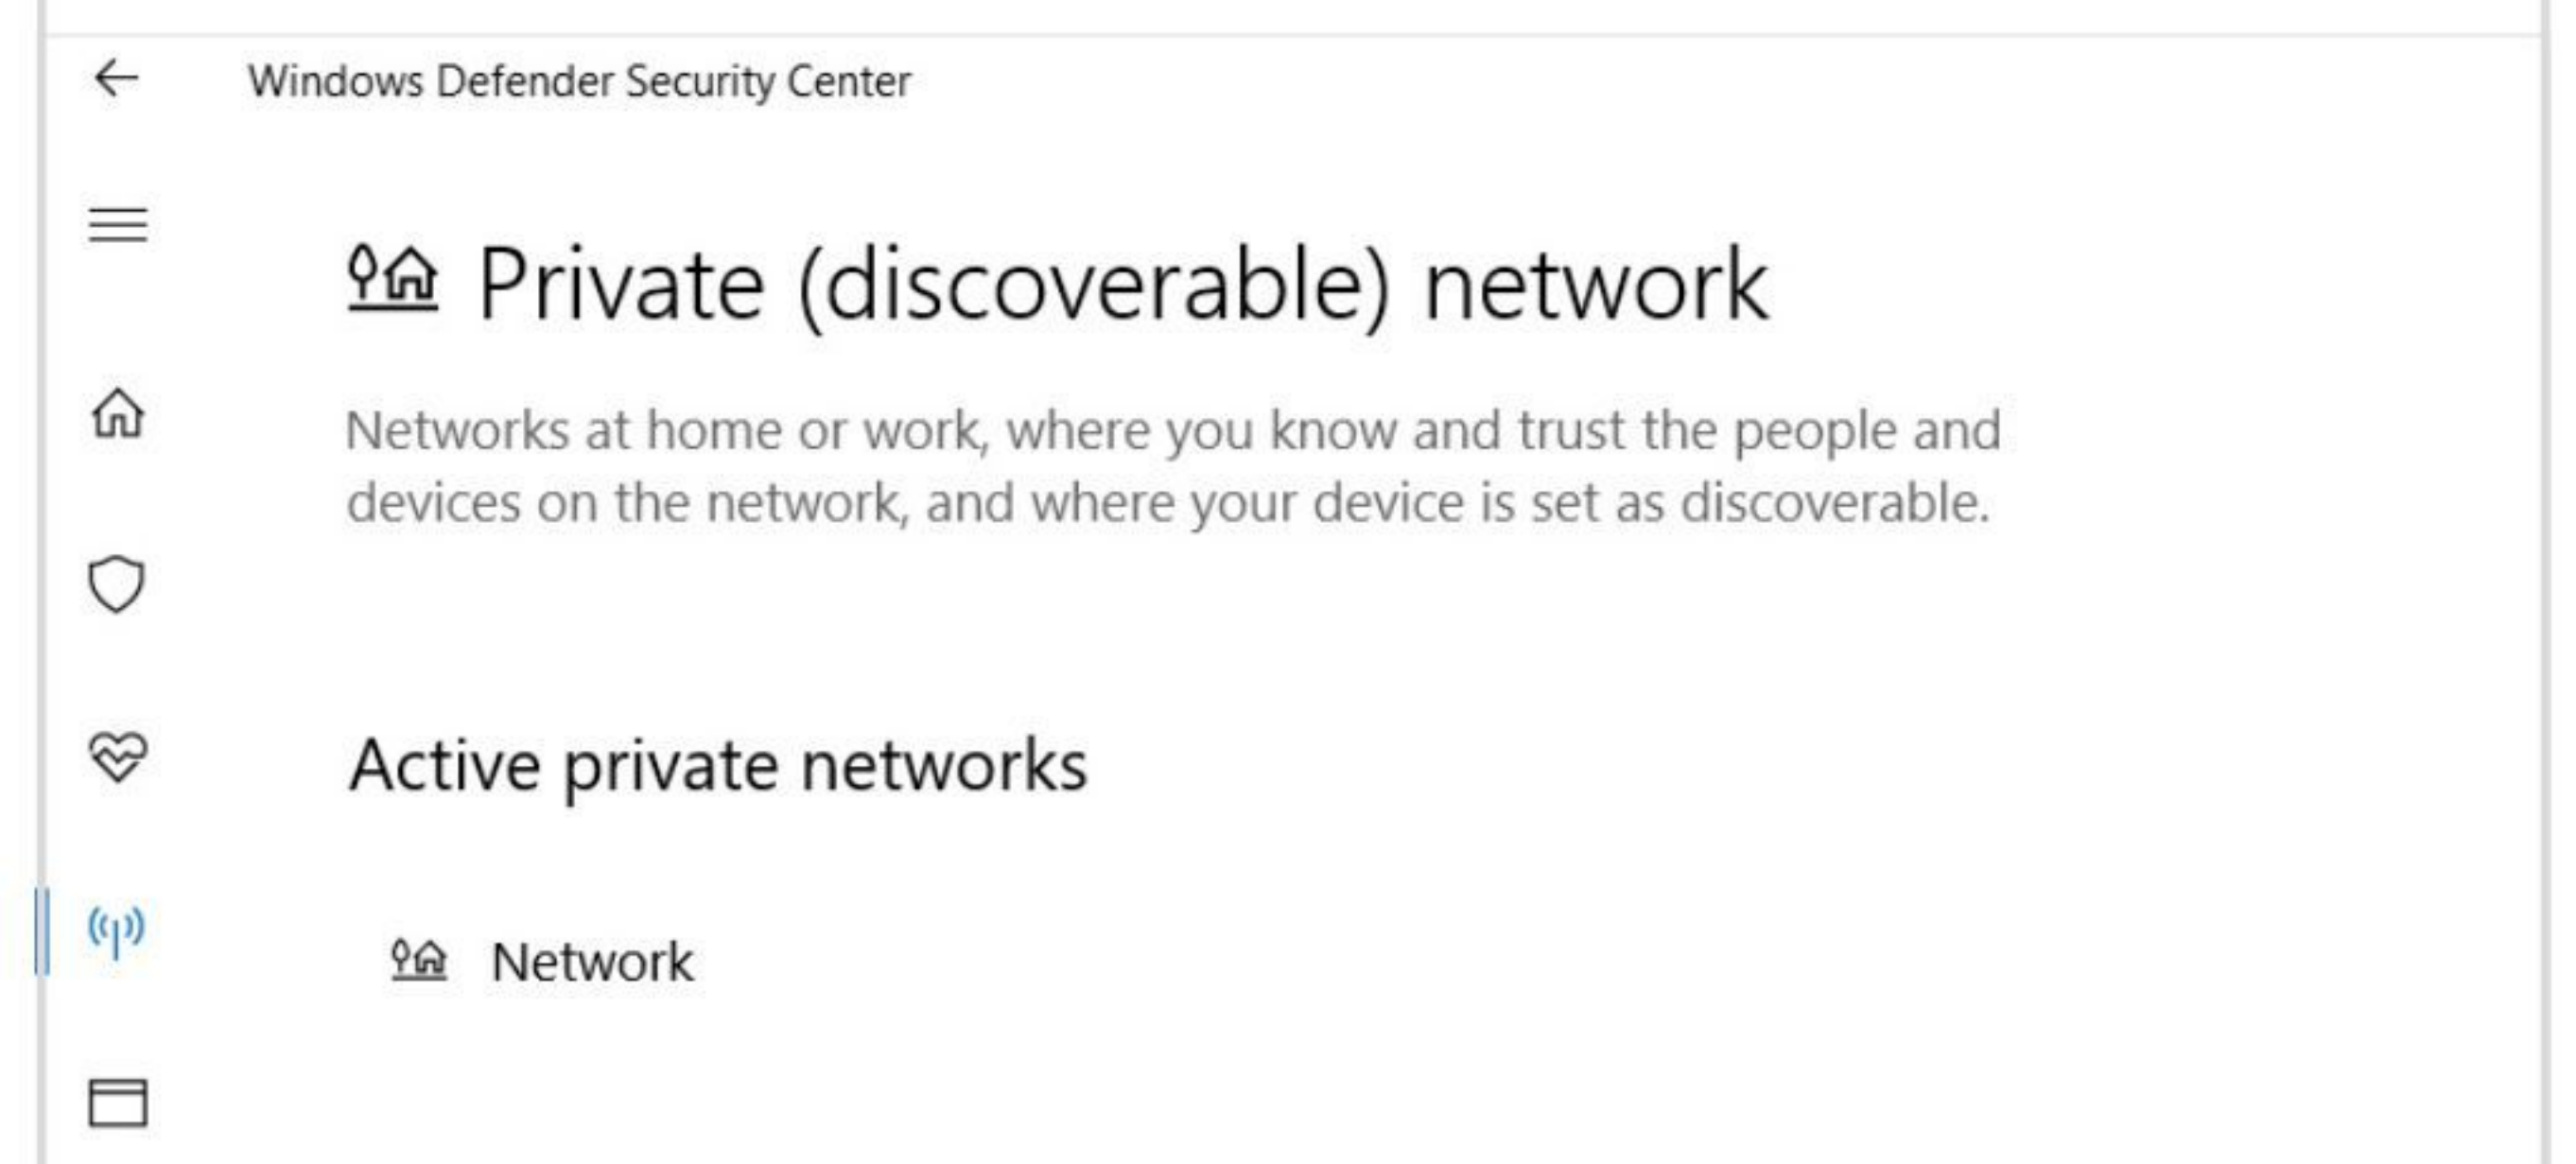 Windows Defender Security Center
Private (discoverable) network
Networks at home or work, where you know and trust the people and
devices on the network, and where your device is set as discoverable.
Active private networks
Network